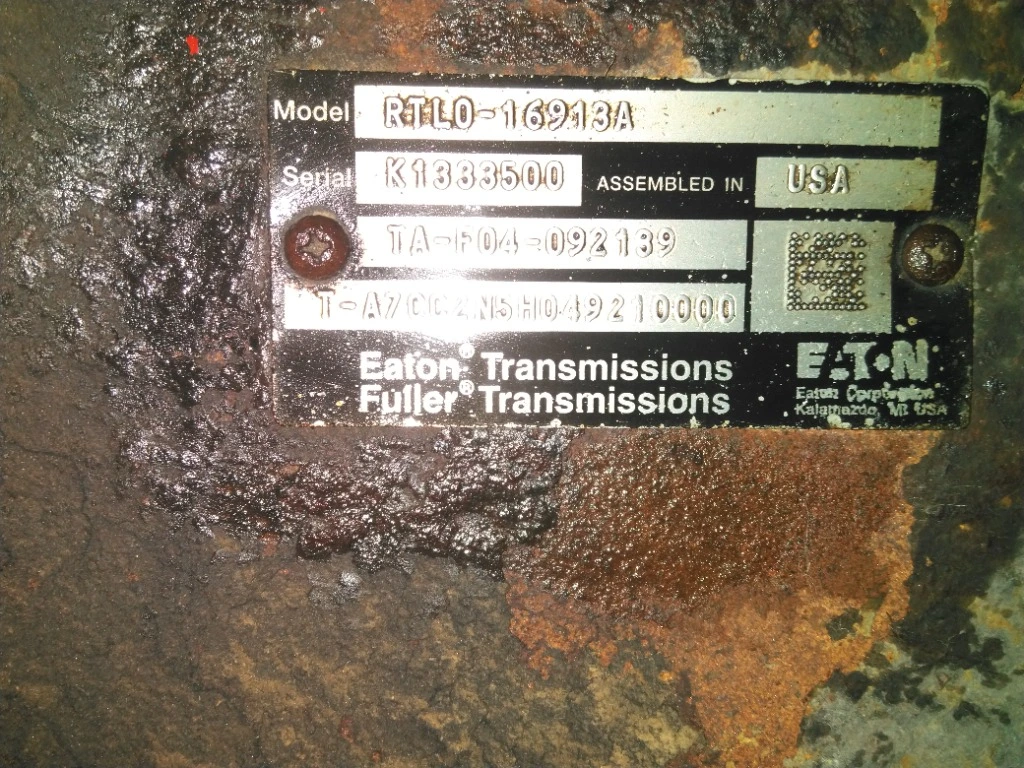 Model RTLO-16913A
Serial K1333500 ASSEMBLED IN USA
TA-F04-092139
T-A7CC2N5H049210000
Eaton® Transmissions
Fuller® Transmissions
EATON
Eaton Corporation
Kalamazoo, MI USA